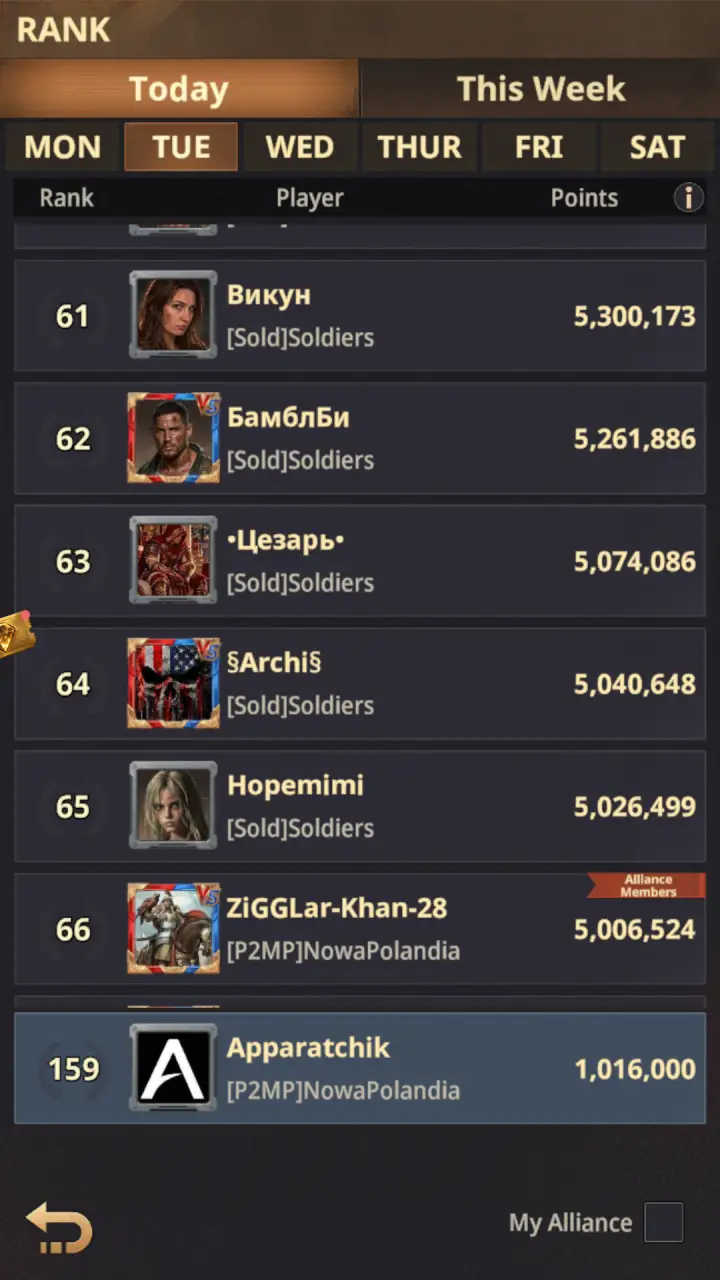 RANK
Today
This Week
MON
TUE
WED
THUR
FRI
SAT
Rank
Player
Points
61
Викун
[Sold]Soldiers
5,300,173
62
БамблБи
[Sold]Soldiers
5,261,886
63
•Цезарь•
[Sold]Soldiers
5,074,086
64
§Archi§
[Sold]Soldiers
5,040,648
65
Hopemimi
[Sold]Soldiers
5,026,499
Alliance
Members
66
ZiGGLar-Khan-28
[P2MP]NowaPolandia
5,006,524
159
Apparatchik
[P2MP]NowaPolandia
1,016,000
My Alliance